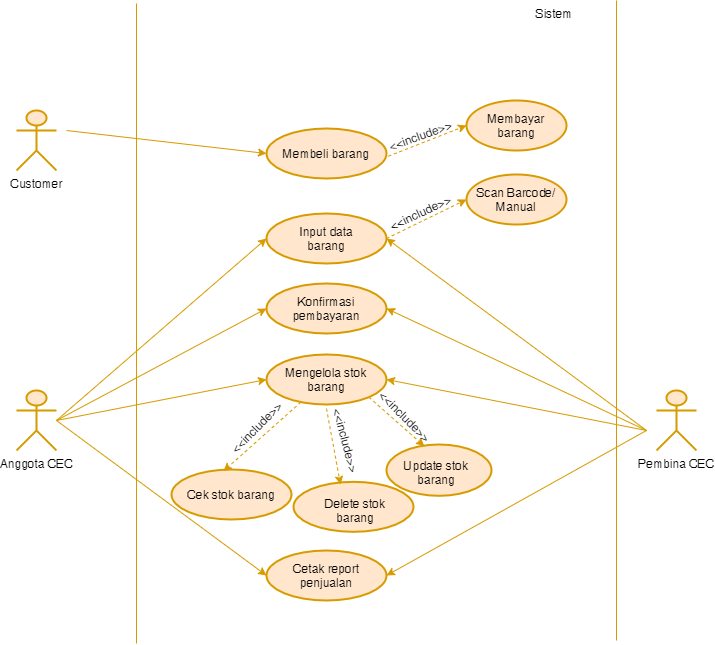 Sistem
Customer
Membeli barang
<<include>>
Membayar
barang
Scan Barcode/
Manual
<<include>>
Input data
barang
Konfirmasi
pembayaran
Mengelola stok
barang
<<include>>
<<include>>
<<include>>
Anggota CEC
Pembina CEC
Cek stok barang
Delete stok
barang
Update stok
barang
Cetak report
penjualan